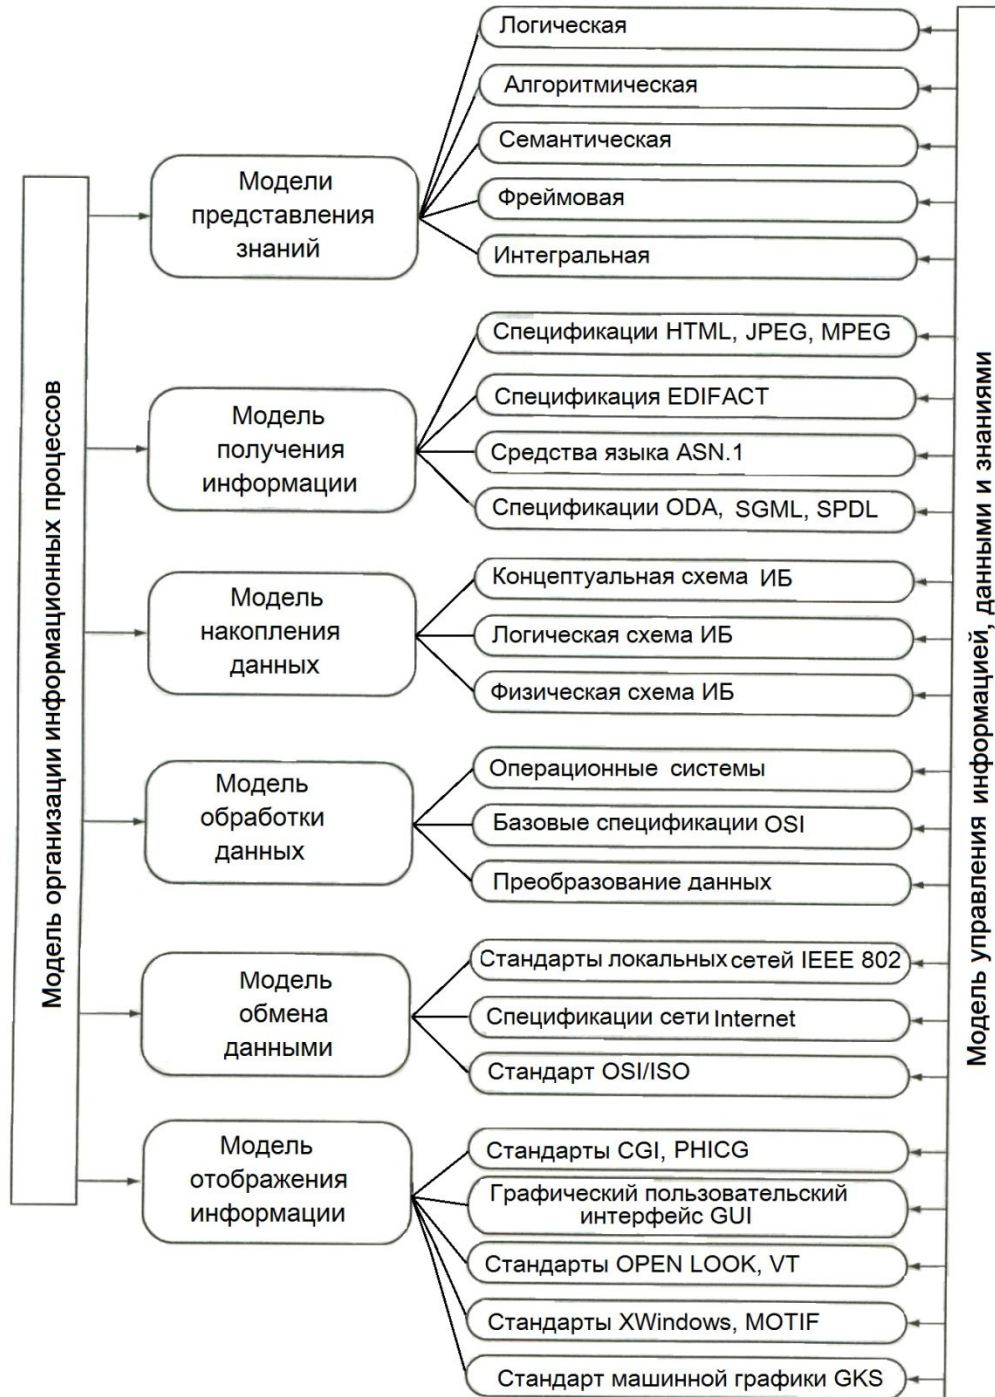 Модель организации информационных процессов
Модели
представления
знаний
Логическая
Алгоритмическая
Семантическая
Фреймовая
Интегральная
Модель
получения
информации
Спецификации HTML, JPEG, MPEG
Спецификация EDIFACT
Средства языка ASN.1
Спецификации ODA, SGML, SPDL
Модель
накопления
данных
Концептуальная схема ИБ
Логическая схема ИБ
Физическая схема ИБ
Модель
обработки
данных
Операционные системы
Базовые спецификации OSI
Преобразование данных
Модель
обмена
данными
Стандарты локальных сетей IEEE 802
Спецификации сети Internet
Стандарт OSI/ISO
Модель
отображения
информации
Стандарты CGI, PHICG
Графический пользовательский
интерфейс GUI
Стандарты OPEN LOOK, VT
Стандарты XWindows, MOTIF
Стандарт машинной графики GKS
Модель управления информацией, данными и знаниями